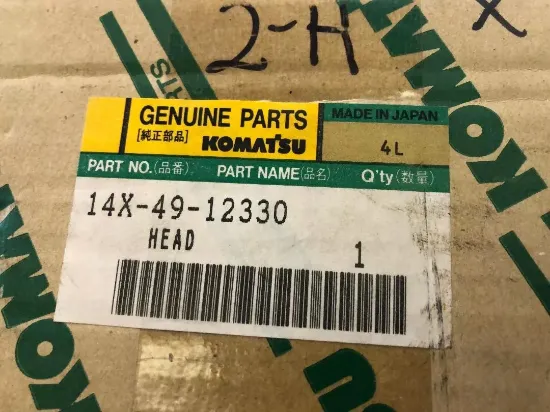 2-H
X
GENUINE PARTS
[純正部品] KOMATSU
MADE IN JAPAN
4L
PART NO.(品番) PART NAME(品名) Q'ty(数量)
14X-49-12330
HEAD
1
KOMATSU